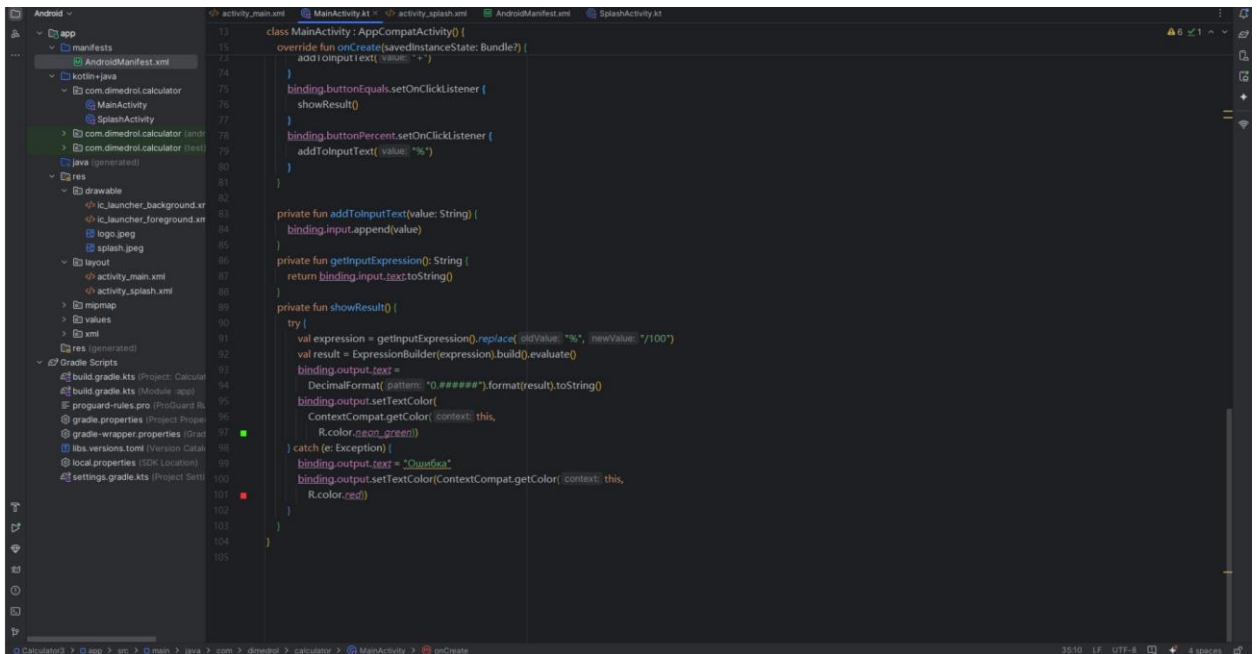 Android
activity_main.xml
MainActivity.kt
activity_splash.xml
AndroidManifest.xml
SplashActivity.kt
app
manifests
AndroidManifest.xml
kotlin+java
com.dimedrol.calculator
MainActivity
SplashActivity
com.dimedrol.calculator (andr
com.dimedrol.calculator (test)
java (generated)
res
drawable
ic_launcher_background.xr
ic_launcher_foreground.xm
logo.jpeg
splash.jpeg
layout
activity_main.xml
activity_splash.xml
mipmap
values
xml
res (generated)
Gradle Scripts
build.gradle.kts (Project: Calculat
build.gradle.kts (Module :app)
proguard-rules.pro (ProGuard Ru
gradle.properties (Project Prope
gradle-wrapper.properties (Grad
libs.versions.toml (Version Catal
local.properties (SDK Location)
settings.gradle.kts (Project Setti
6 1
13 class MainActivity : AppCompatActivity() {
15 override fun onCreate(savedInstanceState: Bundle?) {
73 addToInputText( value: "+")
74 }
75 binding.buttonEquals.setOnClickListener {
76 showResult()
77 }
78 binding.buttonPercent.setOnClickListener {
79 addToInputText( value: "%")
80 }
81 }
82
83 private fun addToInputText(value: String) {
84 binding.input.append(value)
85 }
86 private fun getInputExpression(): String {
87 return binding.input.text.toString()
88 }
89 private fun showResult() {
90 try {
91 val expression = getInputExpression().replace( oldValue: "%", newValue: "/100")
92 val result = ExpressionBuilder(expression).build().evaluate()
93 binding.output.text =
94 DecimalFormat( pattern: "0.######").format(result).toString()
95 binding.output.setTextColor(
96 ContextCompat.getColor( context: this,
97 R.color.neon_green))
98 } catch (e: Exception) {
99 binding.output.text = "Ошибка"
100 binding.output.setTextColor(ContextCompat.getColor( context: this,
101 R.color.red))
102 }
103 }
104 }
105
Calculator3 > app > src > main > java > com > dimedrol > calculator > MainActivity > onCreate
35:10 LF UTF-8 4 spaces